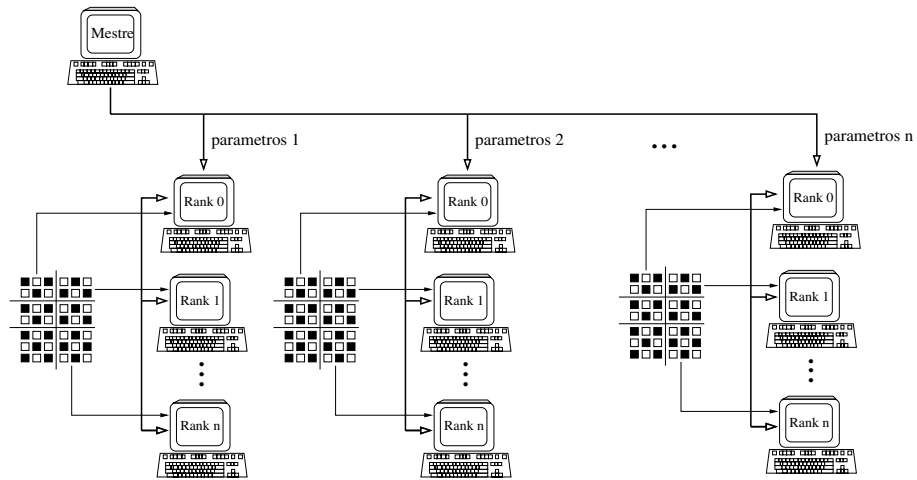 Mestre
parametros 1
parametros 2
...
parametros n
Rank 0
Rank 0
Rank 0
Rank 1
Rank 1
Rank 1
Rank n
Rank n
Rank n